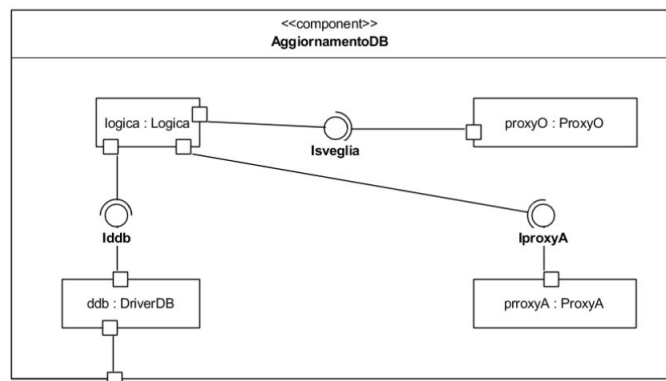 <<component>>
AggiornamentoDB
logica : Logica
proxyO : ProxyO
Isveglia
Iddb
IproxyA
ddb : DriverDB
prroxyA : ProxyA